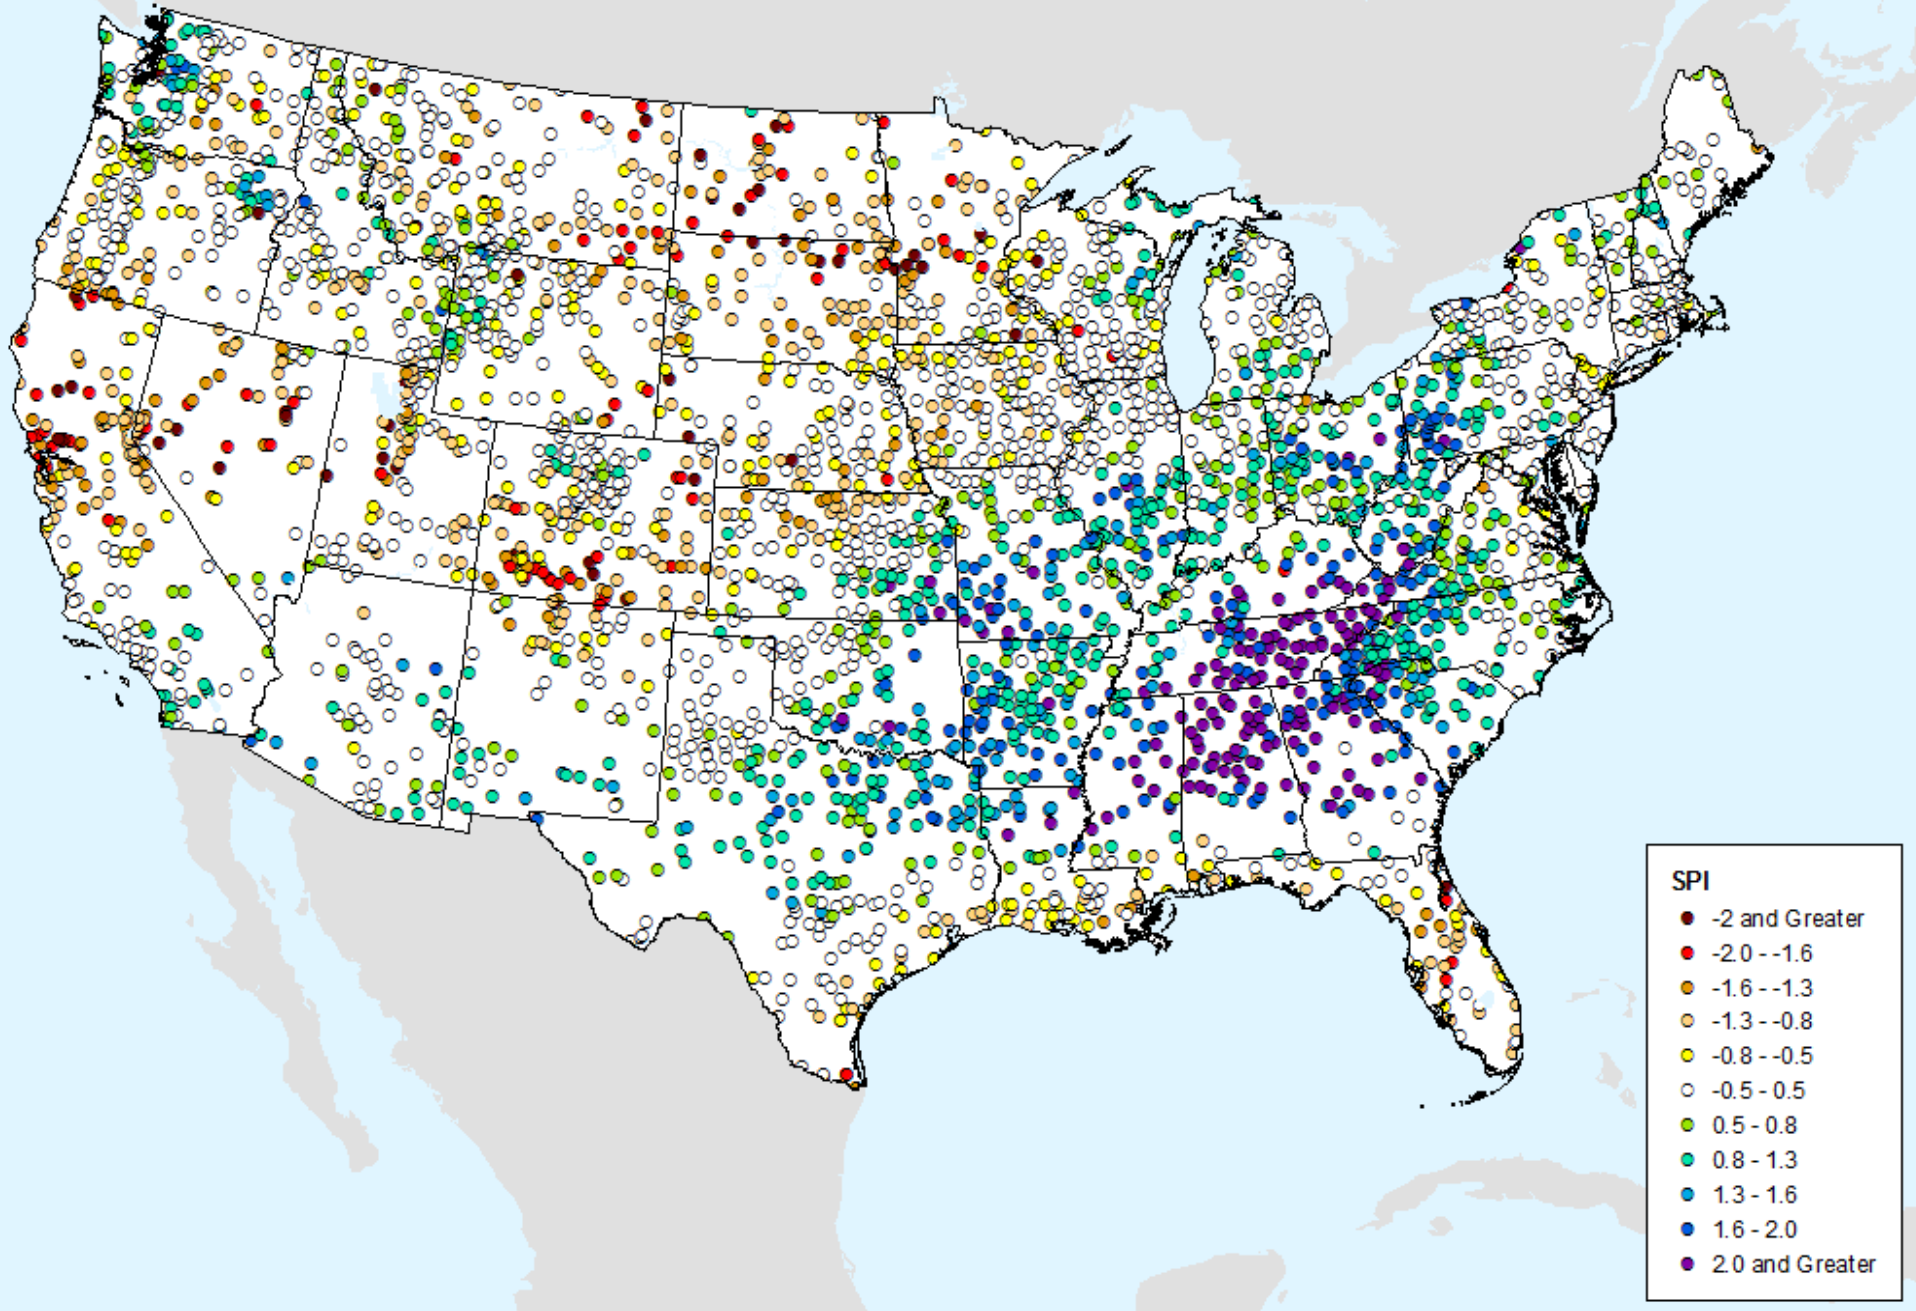 SPI
-2 and Greater
-2.0 - -1.6
-1.6 - -1.3
-1.3 - -0.8
-0.8 - -0.5
-0.5 - 0.5
0.5 - 0.8
0.8 - 1.3
1.3 - 1.6
1.6 - 2.0
2.0 and Greater